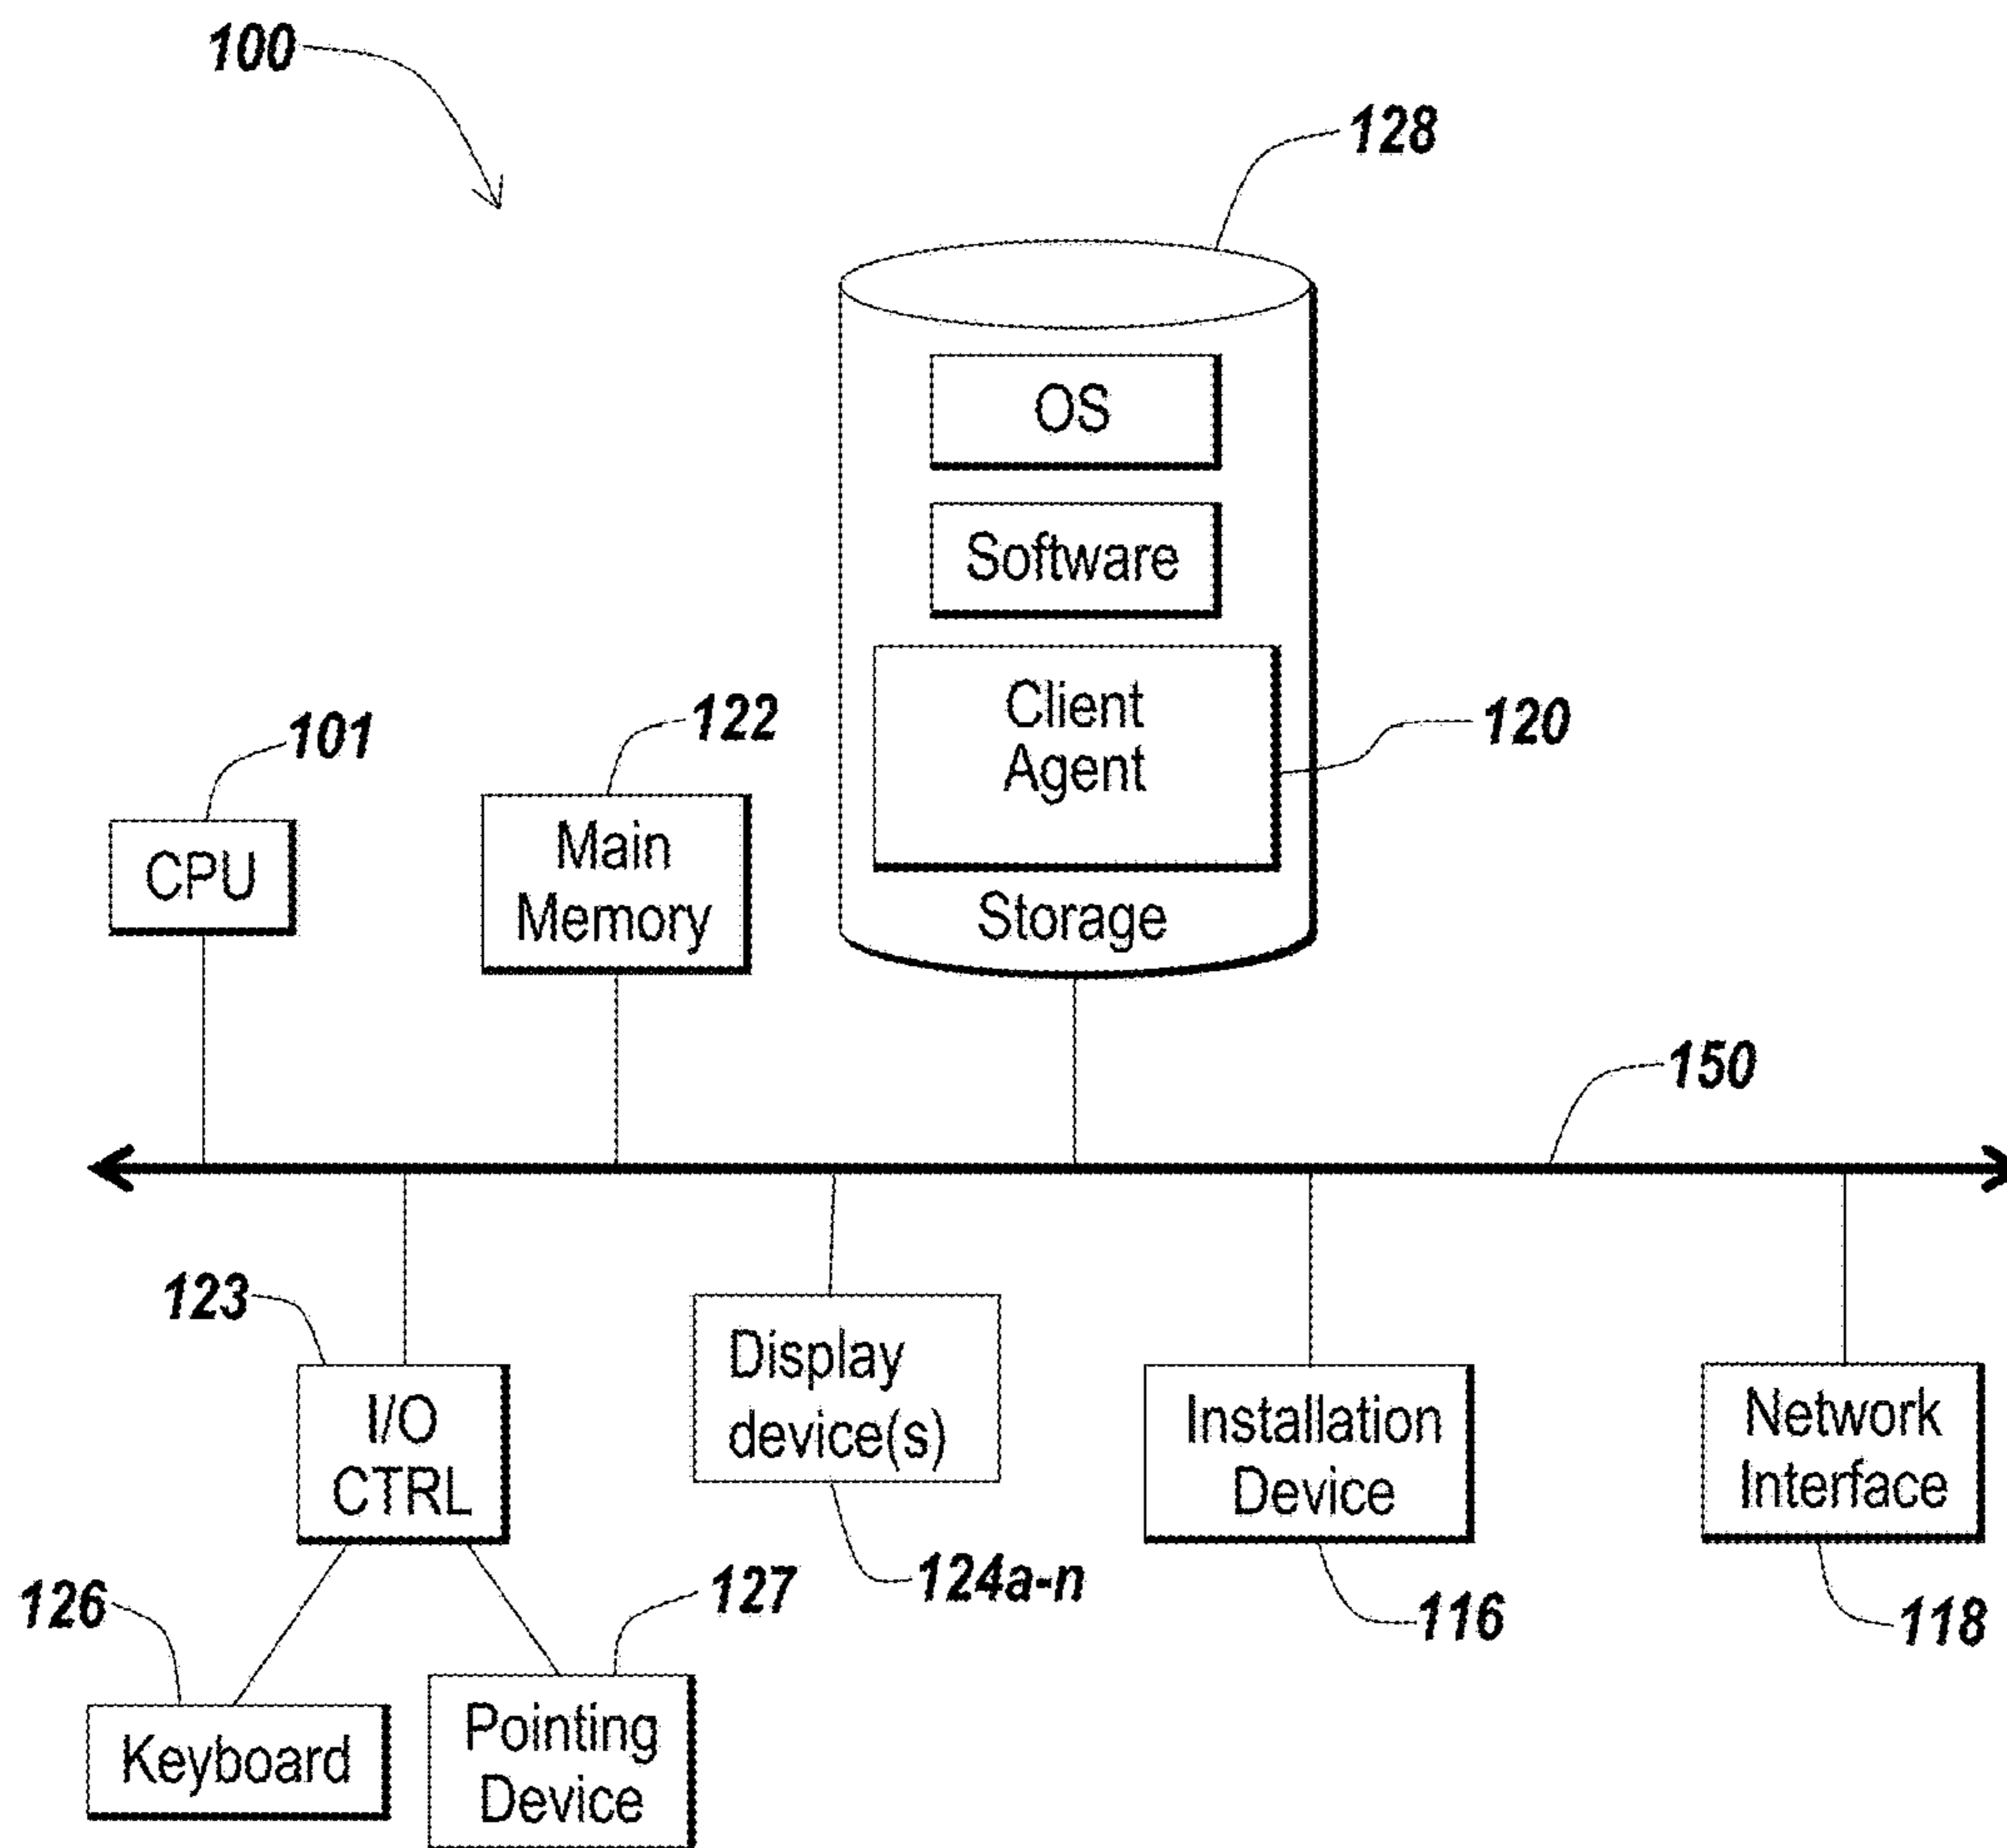 100
128
OS
Software
Client
Agent
120
Storage
101
CPU
122
Main
Memory
150
123
I/O
CTRL
Display
device(s)
124a-n
Installation
Device
116
Network
Interface
118
126
Keyboard
127
Pointing
Device